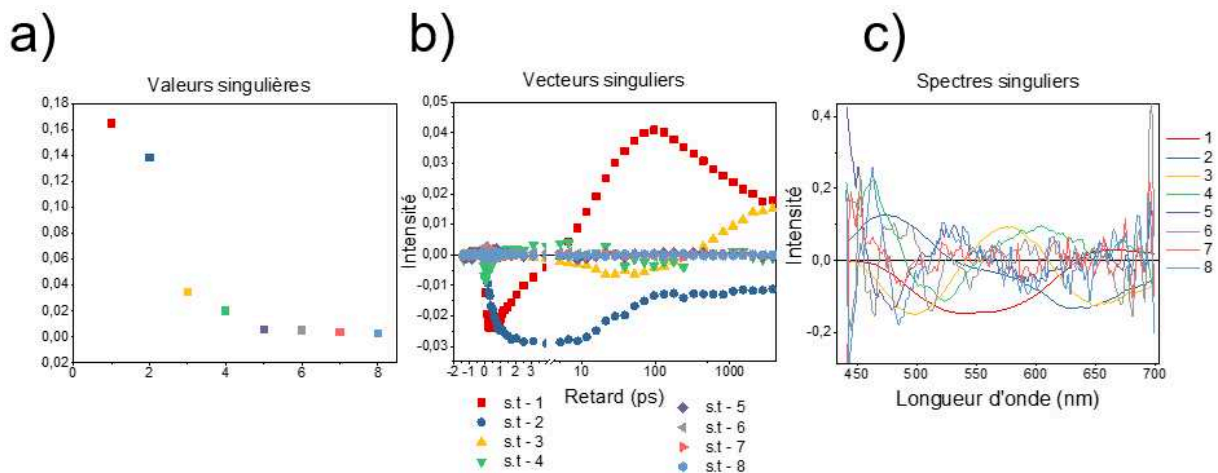 a)
b)
c)
Valeurs singulières
0,18
0,16
0,14
0,12
0,10
0,08
0,06
0,04
0,02
0,00
0,02
0 1 2 3 4 5 6 7 8
Vecteurs singuliers
Intensité
0,05
0,04
0,03
0,02
0,01
0,00
-0,01
-0,02
-0,03
-2 -1 0 1 2 3 10 100 1000
Retard (ps)
s.t - 1
s.t - 2
s.t - 3
s.t - 4
s.t - 5
s.t - 6
s.t - 7
s.t - 8
Spectres singuliers
Intensité
0,4
0,2
0,0
-0,2
450 500 550 600 650 700
Longueur d'onde (nm)
1
2
3
4
5
6
7
8